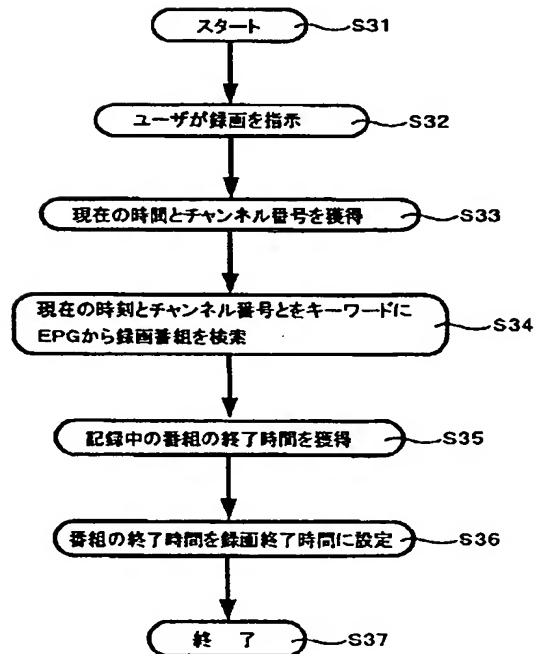 スタート S31
ユーザが録画を指示 S32
現在の時間とチャンネル番号を獲得 S33
現在の時刻とチャンネル番号とをキーワードに
EPGから録画番組を検索 S34
記録中の番組の終了時間を獲得 S35
番組の終了時間を録画終了時間に設定 S36
終 了 S37